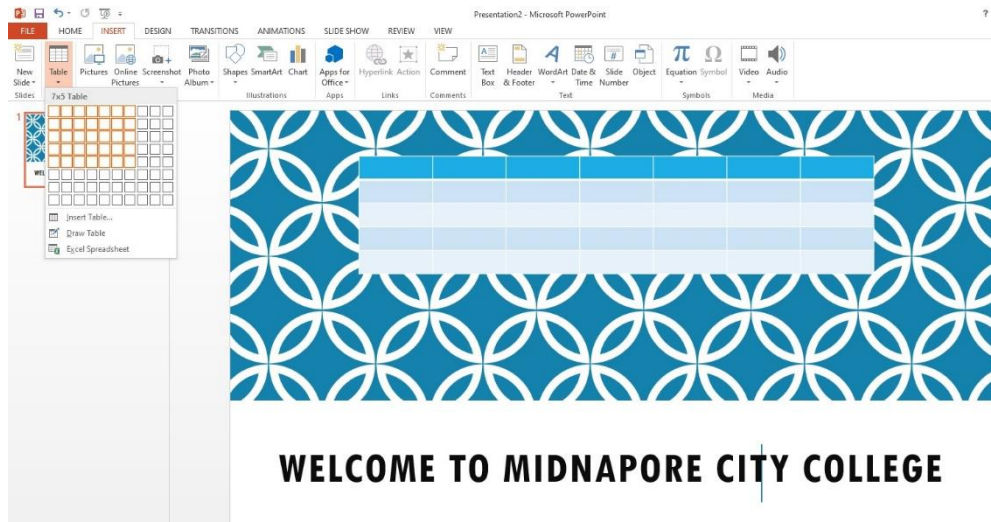 Presentation2 - Microsoft PowerPoint
?
FILE HOME INSERT DESIGN TRANSITIONS ANIMATIONS SLIDE SHOW REVIEW VIEW
New Slide Table Pictures Online Pictures Screenshot Photo Album Shapes SmartArt Chart Apps for Office Hyperlink Action Comment Text Box Header & Footer WordArt Date & Time Slide Number Object Equation Symbol Video Audio
Slides Illustrations Apps Links Comments Text Symbols Media
7x5 Table
1
WEL
Insert Table...
Draw Table
Excel Spreadsheet
WELCOME TO MIDNAPORE CITY COLLEGE